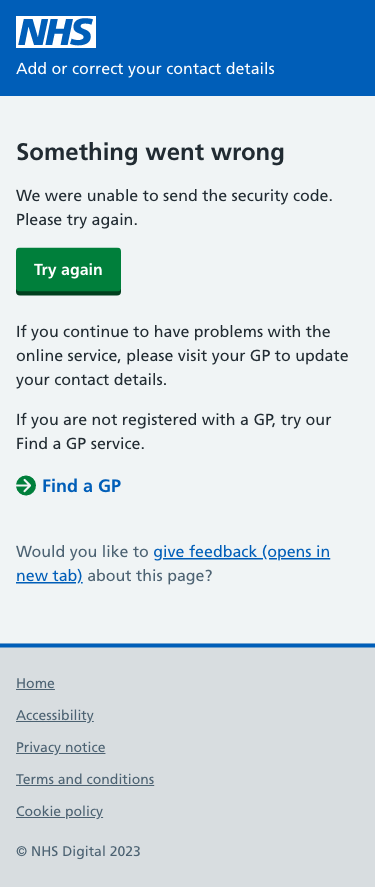 NHS
Add or correct your contact details
Something went wrong
We were unable to send the security code.
Please try again.
Try again
If you continue to have problems with the
online service, please visit your GP to update
your contact details.
If you are not registered with a GP, try our
Find a GP service.
Find a GP
Would you like to give feedback (opens in
new tab) about this page?
Home
Accessibility
Privacy notice
Terms and conditions
Cookie policy
© NHS Digital 2023